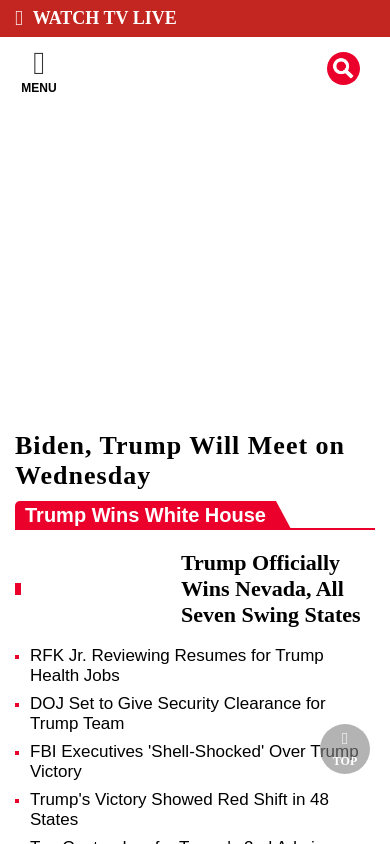 WATCH TV LIVE
MENU
Biden, Trump Will Meet on
Wednesday
Trump Wins White House
Trump Officially
Wins Nevada, All
Seven Swing States
RFK Jr. Reviewing Resumes for Trump
Health Jobs
DOJ Set to Give Security Clearance for
Trump Team
FBI Executives 'Shell-Shocked' Over Trump
Victory
TOP
Trump's Victory Showed Red Shift in 48
States